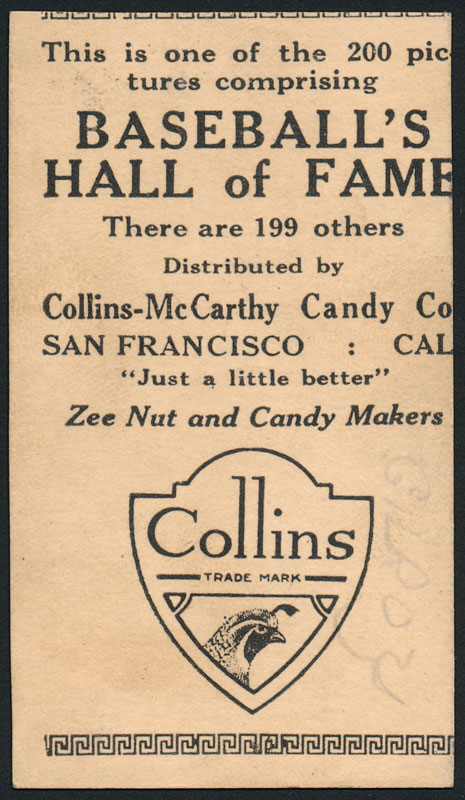 This is one of the 200 pic-
tures comprising
BASEBALL'S
HALL of FAME
There are 199 others
Distributed by
Collins-McCarthy Candy Co
SAN FRANCISCO : CAL
"Just a little better"
Zee Nut and Candy Makers
Collins
TRADE MARK